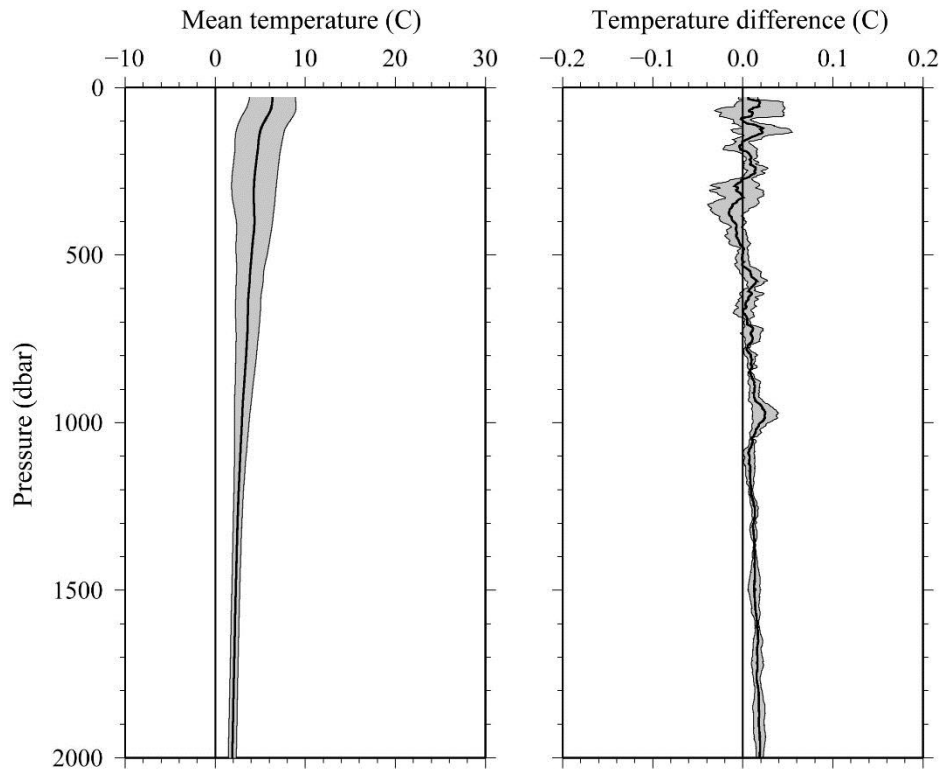 Mean temperature (C)
Temperature difference (C)
−10 0 10 20 30
−0.2 −0.1 0.0 0.1 0.2
0
500
1000
1500
2000
Pressure (dbar)